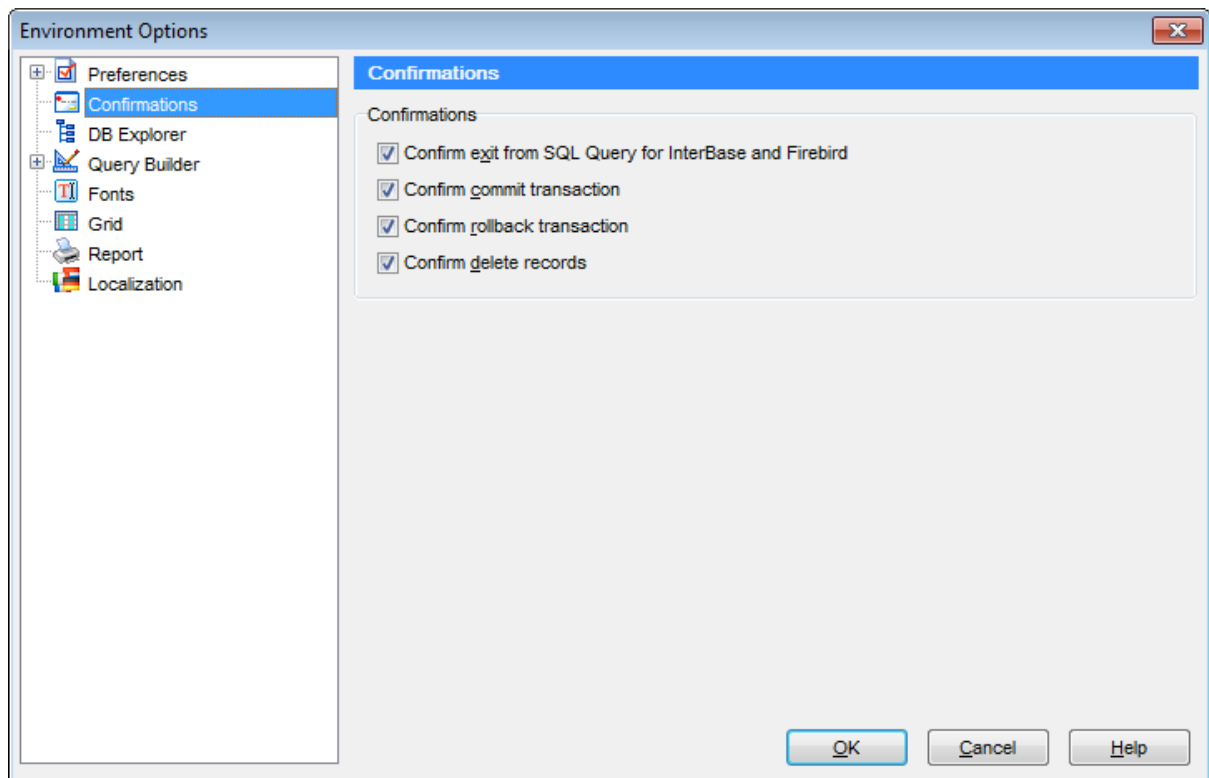 Environment Options
Preferences
Confirmations
DB Explorer
Query Builder
Fonts
Grid
Report
Localization
Confirmations
Confirmations
Confirm exit from SQL Query for InterBase and Firebird
Confirm commit transaction
Confirm rollback transaction
Confirm delete records
OK
Cancel
Help